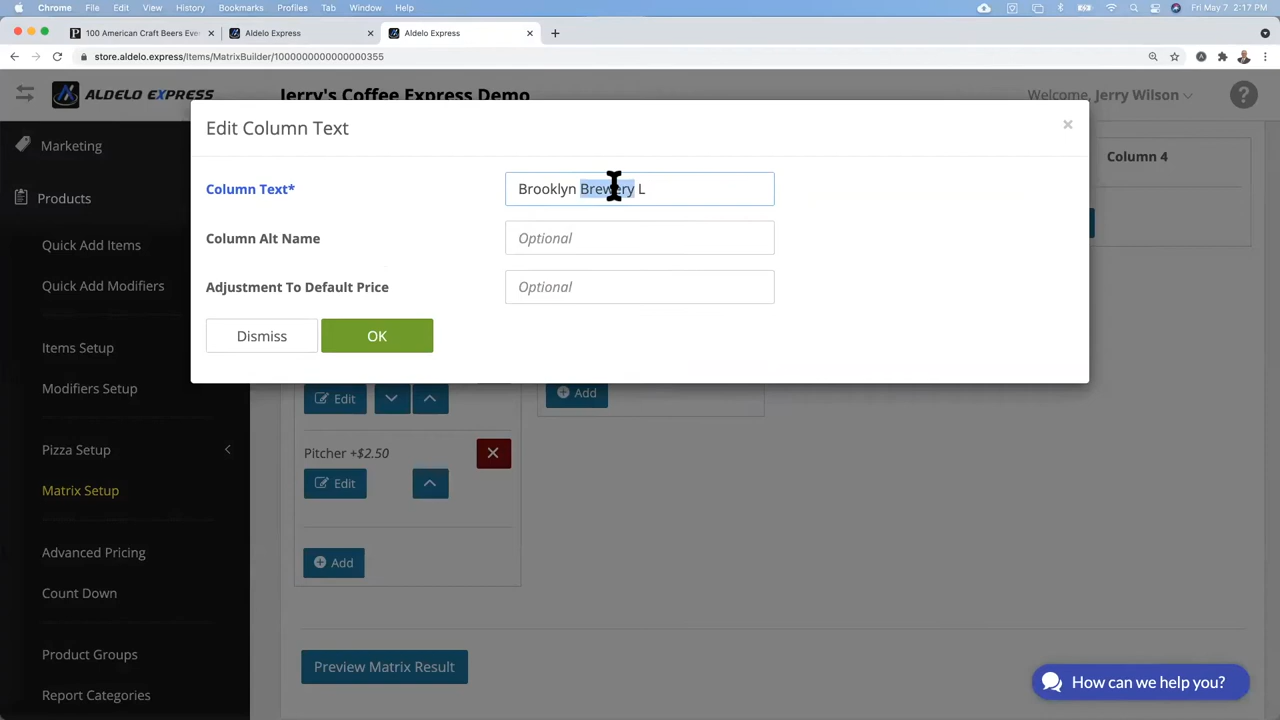 Chrome File Edit View History Bookmarks Profiles Tab Window Help Fri May 7 2:17 PM
100 American Craft Beers Eve Aldelo Express Aldelo Express
store.aldelo.express/Items/MatrixBuilder/1000000000000000355
ALDELO EXPRESS Jerry's Coffee Express Demo Welcome, Jerry Wilson
Edit Column Text
Column 4
Marketing
Column Text* Brooklyn Brewery L
Products
Column Alt Name Optional
Quick Add Items
Quick Add Modifiers
Adjustment To Default Price Optional
Dismiss OK
Items Setup
Modifiers Setup
Edit Add
Pizza Setup
Pitcher +$2.50
Edit
Matrix Setup
Advanced Pricing
Add
Count Down
Product Groups
Preview Matrix Result
How can we help you?
Report Categories